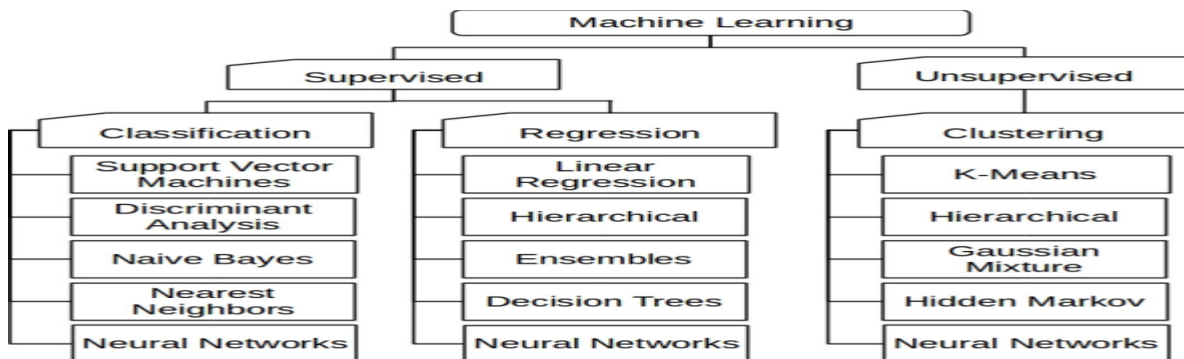 Machine Learning
Supervised
Unsupervised
Classification
Regression
Clustering
Support Vector
Machines
Linear
Regression
K-Means
Discriminant
Analysis
Hierarchical
Hierarchical
Naive Bayes
Ensembles
Gaussian
Mixture
Nearest
Neighbors
Decision Trees
Hidden Markov
Neural Networks
Neural Networks
Neural Networks